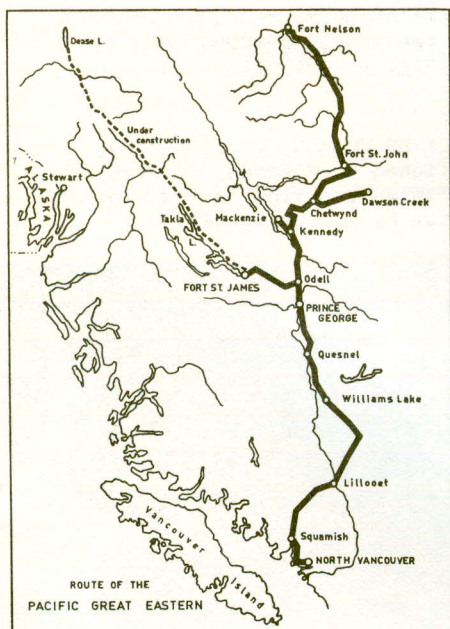 Dease L.
Fort Nelson
Under
construction
Fort St. John
Stewart
ASKA
Dawson Creek
Chetwynd
Mackenzie
Kennedy
Takla
L.
Odell
FORT ST. JAMES
PRINCE
GEORGE
Quesnel
Williams Lake
Lillooet
Squamish
NORTH VANCOUVER
Vancouver
Island
ROUTE OF THE
PACIFIC GREAT EASTERN